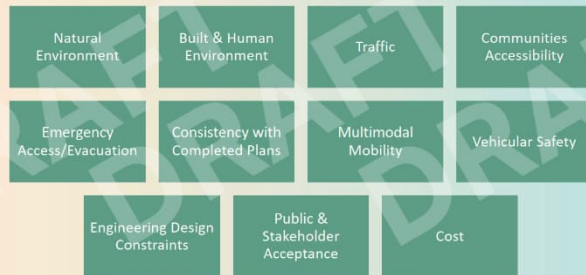 Natural
Environment
Built & Human
Environment
Traffic
Communities
Accessibility
Emergency
Access/Evacuation
Consistency with
Completed Plans
Multimodal
Mobility
Vehicular Safety
Engineering Design
Constraints
Public &
Stakeholder
Acceptance
Cost
DRAFT
DRAFT